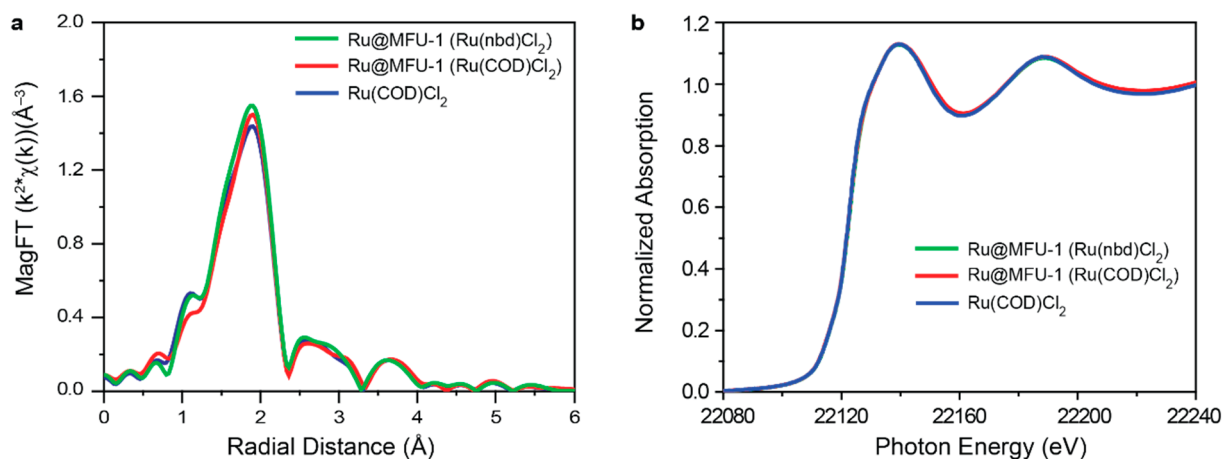 a
2.0
1.6
1.2
0.8
0.4
0.0
MagFT (k²*χ(k))(Å⁻³)
Ru@MFU-1 (Ru(nbd)Cl₂)
Ru@MFU-1 (Ru(COD)Cl₂)
Ru(COD)Cl₂
0 1 2 3 4 5 6
Radial Distance (Å)
b
1.2
1.0
0.8
0.6
0.4
0.2
0.0
Normalized Absorption
Ru@MFU-1 (Ru(nbd)Cl₂)
Ru@MFU-1 (Ru(COD)Cl₂)
Ru(COD)Cl₂
22080 22120 22160 22200 22240
Photon Energy (eV)